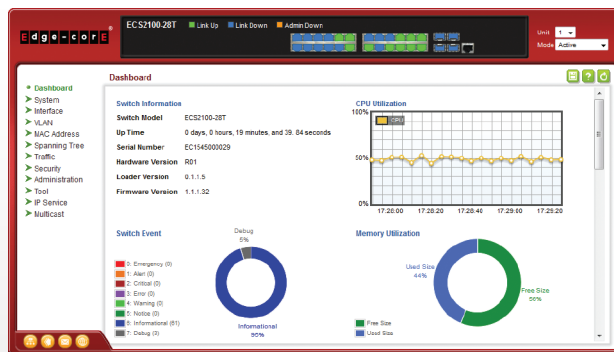 Edge-corE
ECS2100-28T
Link Up
Link Down
Admin Down
Unit 1
Mode Active
Dashboard
Dashboard
System
Interface
VLAN
MAC Address
Spanning Tree
Traffic
Security
Administration
Tool
IP Service
Multicast
Switch Information
Switch Model ECS2100-28T
Up Time 0 days, 0 hours, 19 minutes, and 39. 84 seconds
Serial Number EC1545000029
Hardware Version R01
Loader Version 0.1.1.5
Firmware Version 1.1.1.32
CPU Utilization
100%
CPU
50%
0%
17:28:00 17:28:20 17:28:40 17:29:00 17:29:20
Switch Event
0: Emergency (0)
1: Alert (0)
2: Critical (0)
3: Error (0)
4: Warning (0)
5: Notice (0)
6: Informational (61)
7: Debug (3)
Debug
5%
Informational
95%
Memory Utilization
Used Size
44%
Free Size
56%
Free Size
Used Size